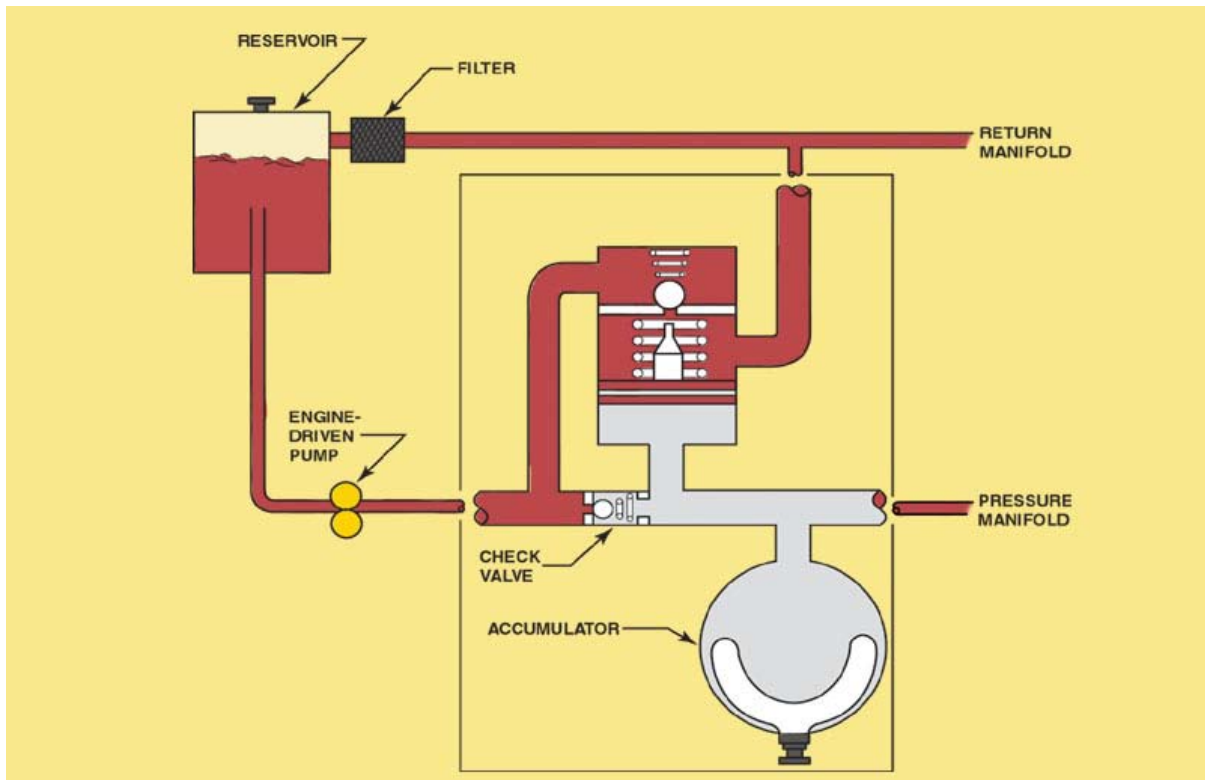 RESERVOIR
FILTER
RETURN
MANIFOLD
ENGINE-
DRIVEN
PUMP
PRESSURE
MANIFOLD
CHECK
VALVE
ACCUMULATOR